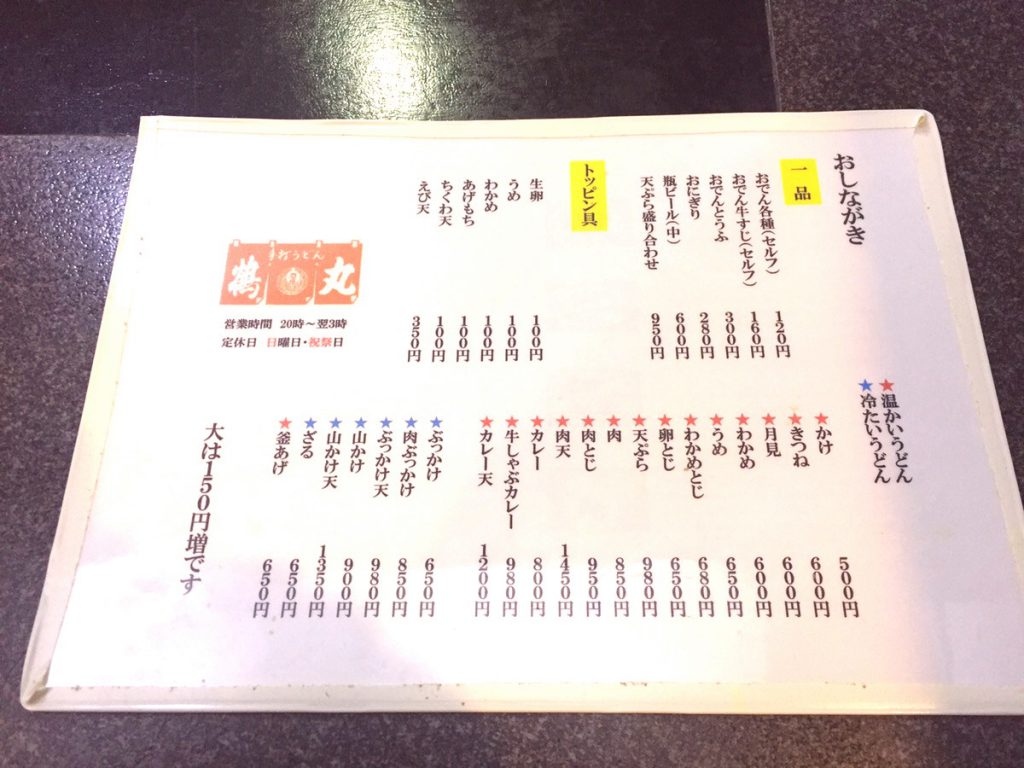 おしながき
一品
おでん各種(セルフ) 120円
おでん牛すじ(セルフ) 160円
おでんとうふ 300円
おにぎり 280円
瓶ビール(中) 600円
天ぷら盛り合わせ 950円
トッピン具
生卵 100円
うめ 100円
わかめ 100円
あげもち 100円
ちくわ天 100円
えび天 350円
手打うどん
鶴丸
営業時間 20時～翌3時
定休日 日曜日・祝祭日
★温かいうどん
★冷たいうどん
★かけ 500円
★きつね 600円
★月見 600円
★わかめ 600円
★うめ 650円
★わかめとじ 680円
★卵とじ 650円
★天ぷら 980円
★肉 850円
★肉とじ 950円
★肉天 1450円
★カレー 800円
★牛しゃぶカレー 980円
★カレー天 1200円
★ぶっかけ 650円
★肉ぶっかけ 850円
★ぶっかけ天 980円
★山かけ 900円
★山かけ天 1350円
★ざる 650円
★釜あげ 650円
大は150円増です